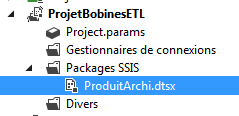 ProjetBobinesETL
Project.params
Gestionnaires de connexions
Packages SSIS
ProduitArchi.dtsx
Divers